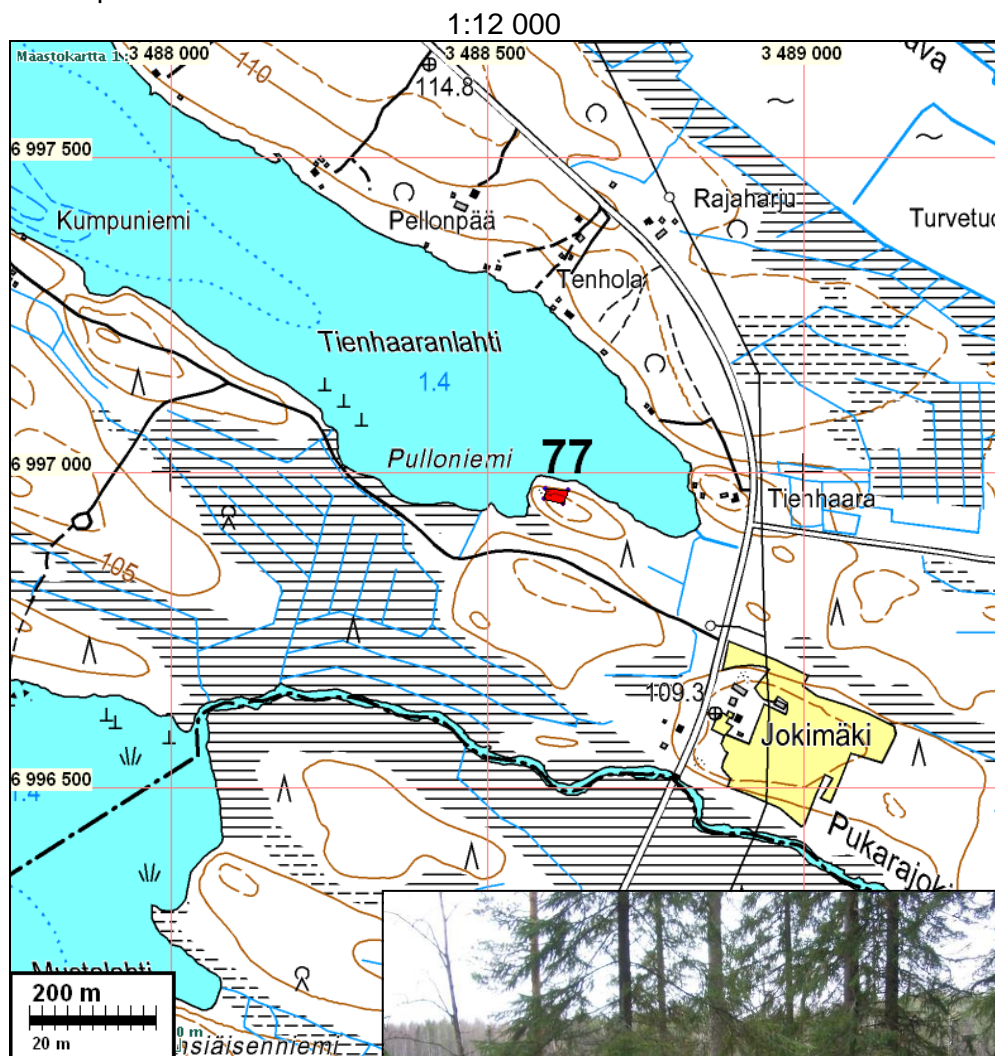 1:12 000
Maastokartta 1:
3 488 000
3 488 500
3 489 000
110
114.8
6 997 500
Rajaharju
Kumpuniemi
Pellonpää
Tenhola
Tienhaaranlahti
1.4
Pulloniemi
77
6 997 000
Tienhaara
105
109.3
Jokimäki
6 996 500
1.4
Pukarajoki
200 m
20 m